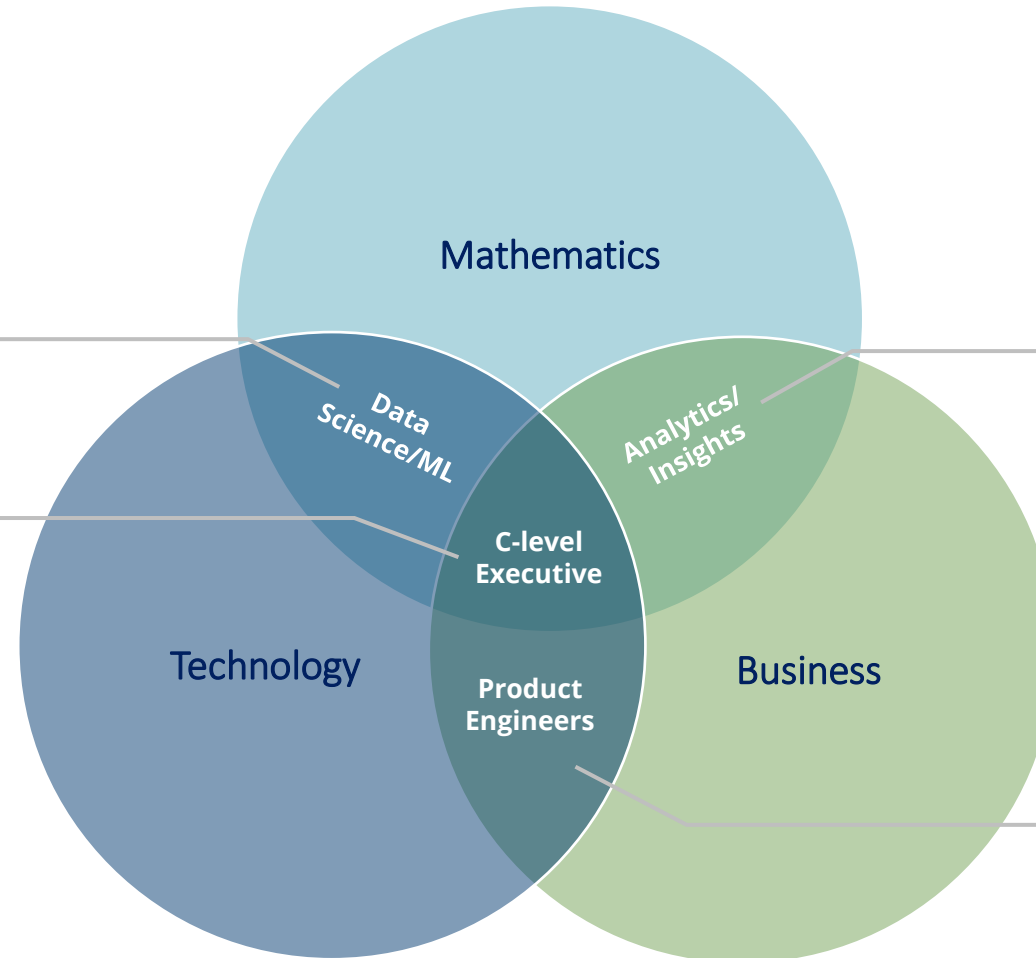 Mathematics
Data
Science/ML
Analytics/
Insights
C-level
Executive
Technology
Business
Product
Engineers